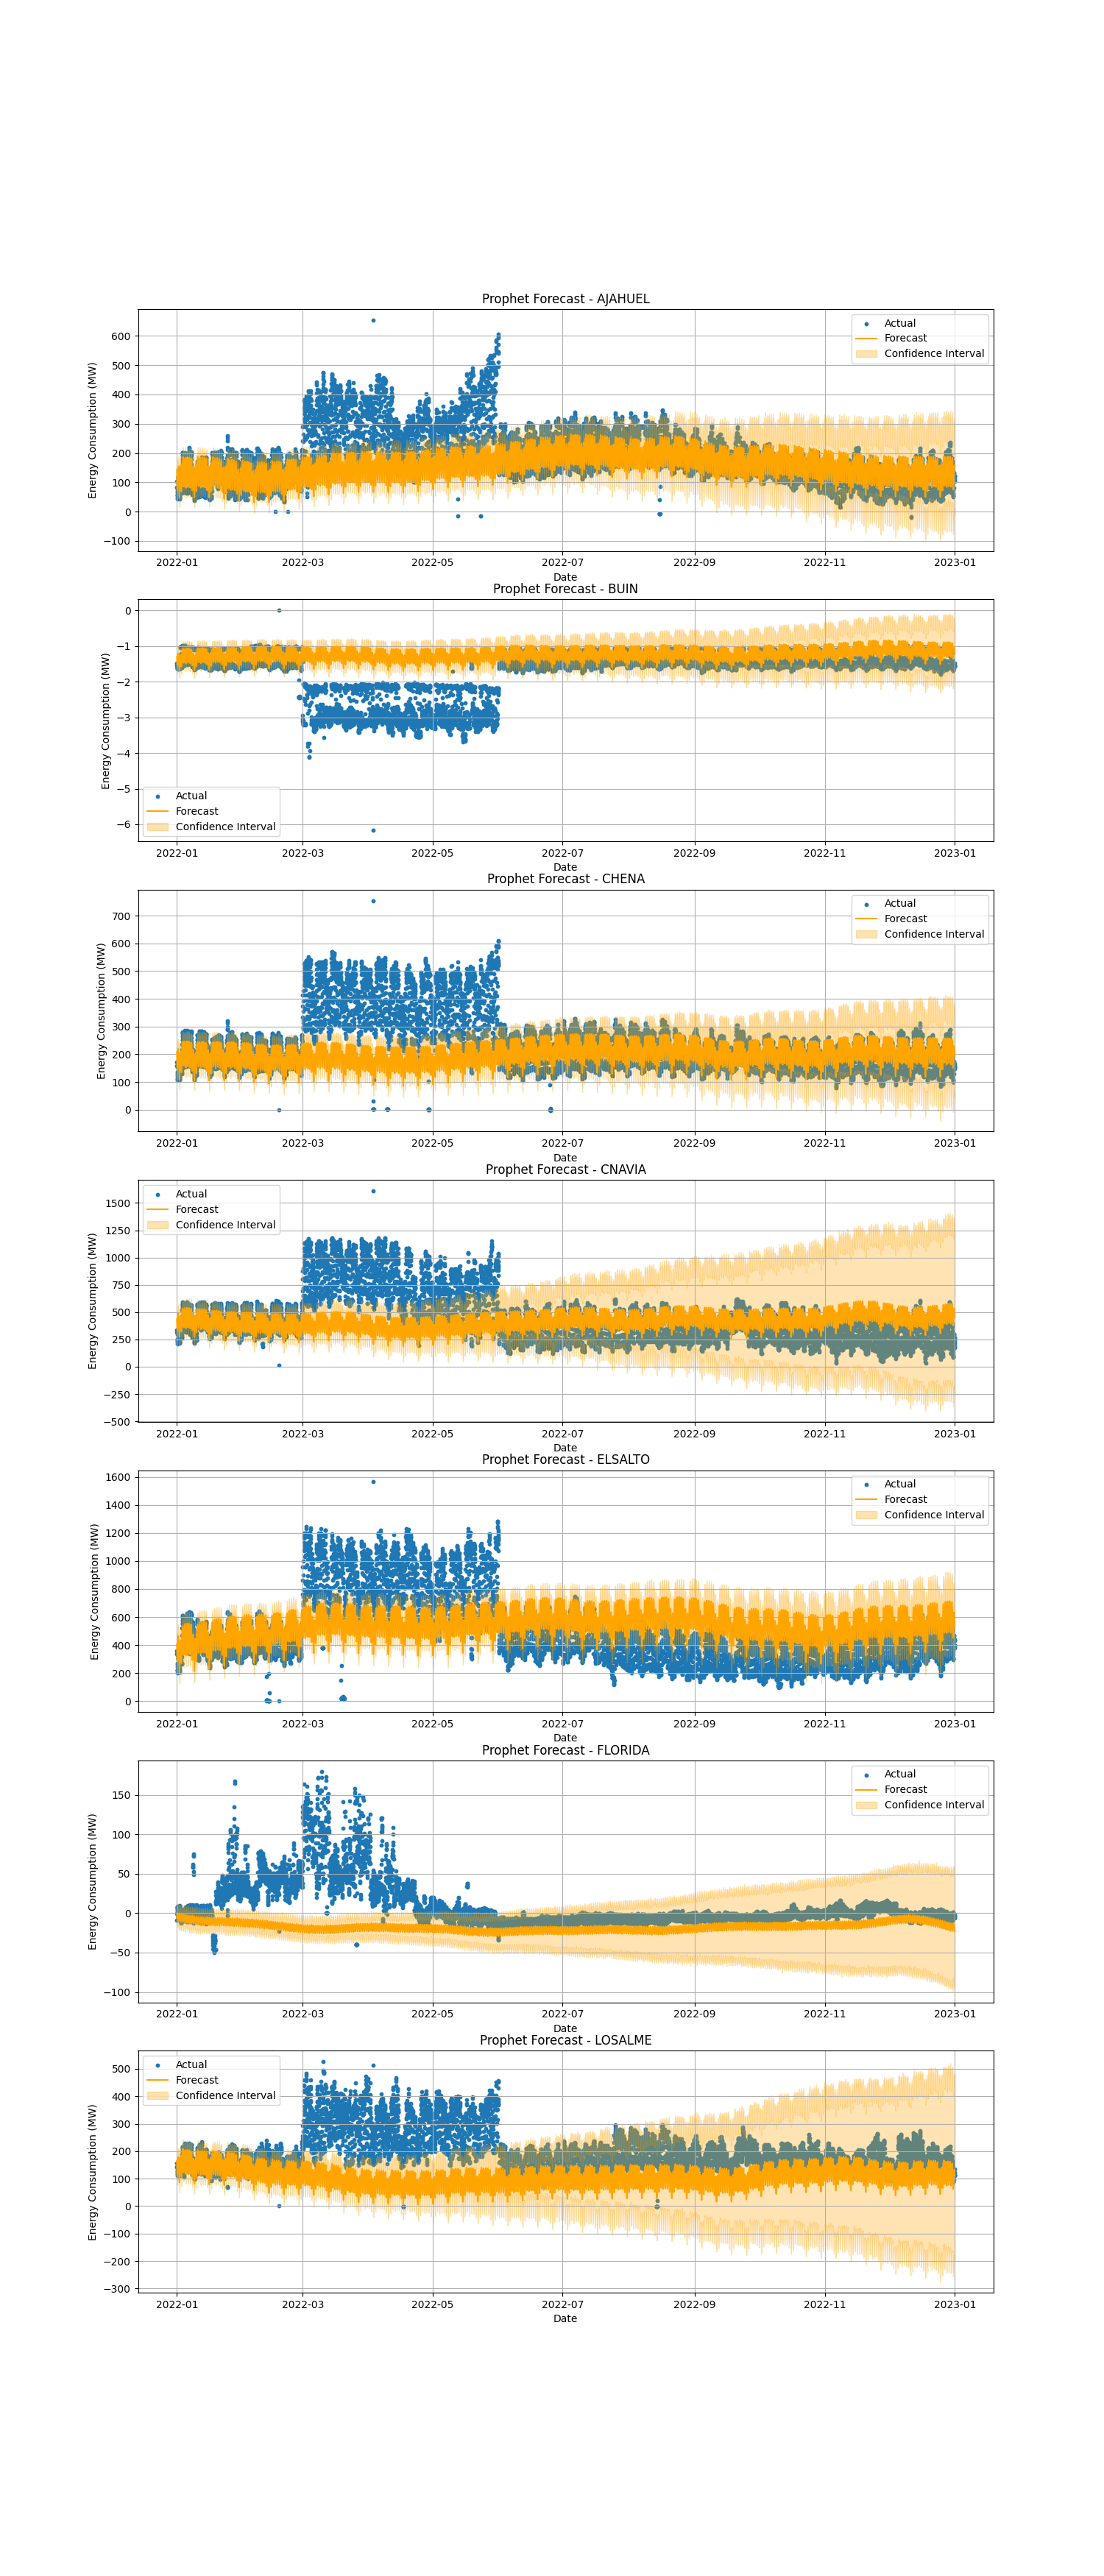 Prophet Forecast - AJAHUEL
Energy Consumption (MW)
600
500
400
300
200
100
0
−100
Actual
Forecast
Confidence Interval
2022-01 2022-03 2022-05 2022-07 2022-09 2022-11 2023-01
Date
Prophet Forecast - BUIN
Energy Consumption (MW)
0
−1
−2
−3
−4
−5
−6
Actual
Forecast
Confidence Interval
2022-01 2022-03 2022-05 2022-07 2022-09 2022-11 2023-01
Date
Prophet Forecast - CHENA
Energy Consumption (MW)
700
600
500
400
300
200
100
0
Actual
Forecast
Confidence Interval
2022-01 2022-03 2022-05 2022-07 2022-09 2022-11 2023-01
Date
Prophet Forecast - CNAVIA
Energy Consumption (MW)
1500
1250
1000
750
500
250
0
−250
−500
Actual
Forecast
Confidence Interval
2022-01 2022-03 2022-05 2022-07 2022-09 2022-11 2023-01
Date
Prophet Forecast - ELSALTO
Energy Consumption (MW)
1600
1400
1200
1000
800
600
400
200
0
Actual
Forecast
Confidence Interval
2022-01 2022-03 2022-05 2022-07 2022-09 2022-11 2023-01
Date
Prophet Forecast - FLORIDA
Energy Consumption (MW)
150
100
50
0
−50
−100
Actual
Forecast
Confidence Interval
2022-01 2022-03 2022-05 2022-07 2022-09 2022-11 2023-01
Date
Prophet Forecast - LOSALME
Energy Consumption (MW)
500
400
300
200
100
0
−100
−200
−300
Actual
Forecast
Confidence Interval
2022-01 2022-03 2022-05 2022-07 2022-09 2022-11 2023-01
Date